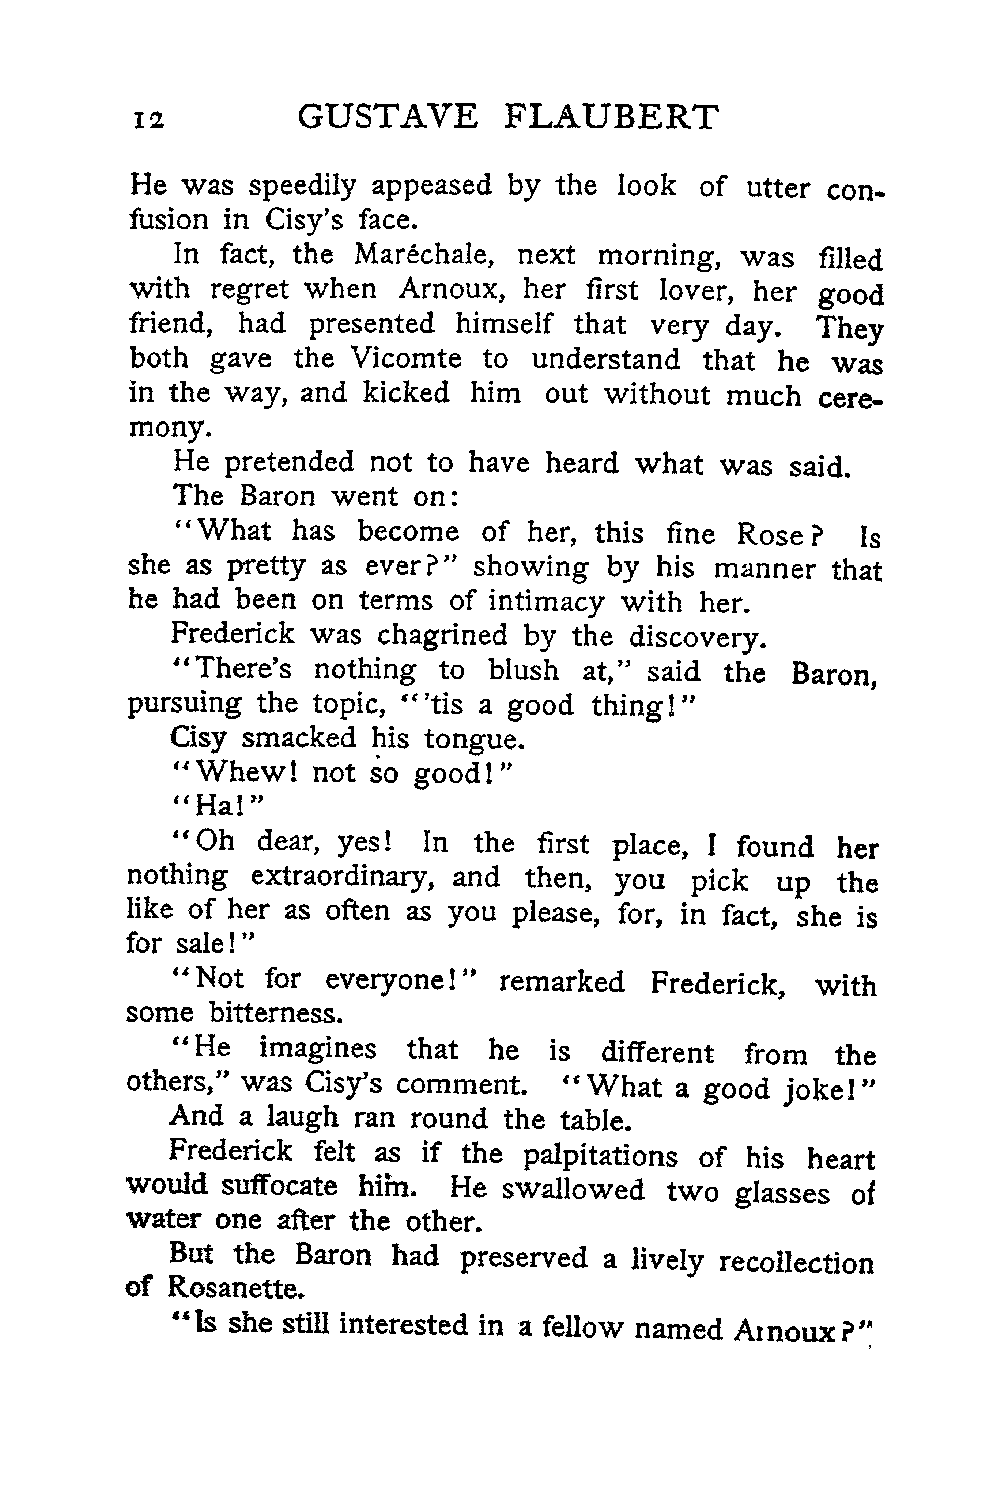 12 GUSTAVE FLAUBERT
He was speedily appeased by the look of utter con-
fusion in Cisy's face.
In fact, the Maréchale, next morning, was filled
with regret when Arnoux, her first lover, her good
friend, had presented himself that very day. They
both gave the Vicomte to understand that he was
in the way, and kicked him out without much cere-
mony.
He pretended not to have heard what was said.
The Baron went on:
"What has become of her, this fine Rose? Is
she as pretty as ever?" showing by his manner that
he had been on terms of intimacy with her.
Frederick was chagrined by the discovery.
"There's nothing to blush at," said the Baron,
pursuing the topic, "'tis a good thing!"
Cisy smacked his tongue.
"Whew! not so good!"
"Ha!"
"Oh dear, yes! In the first place, I found her
nothing extraordinary, and then, you pick up the
like of her as often as you please, for, in fact, she is
for sale!"
"Not for everyone!" remarked Frederick, with
some bitterness.
"He imagines that he is different from the
others," was Cisy's comment. "What a good joke!"
And a laugh ran round the table.
Frederick felt as if the palpitations of his heart
would suffocate him. He swallowed two glasses of
water one after the other.
But the Baron had preserved a lively recollection
of Rosanette.
"Is she still interested in a fellow named Arnoux?"